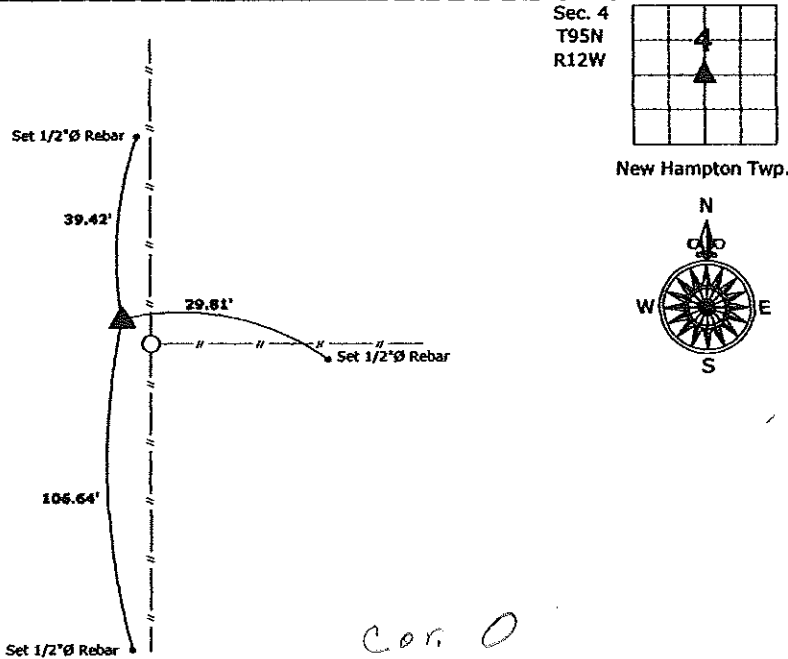 Sec. 4
T95N
R12W
4
New Hampton Twp.
N
W E
S
Set 1/2"Ø Rebar
39.42'
29.81'
Set 1/2"Ø Rebar
106.64'
Set 1/2"Ø Rebar
Cor. O